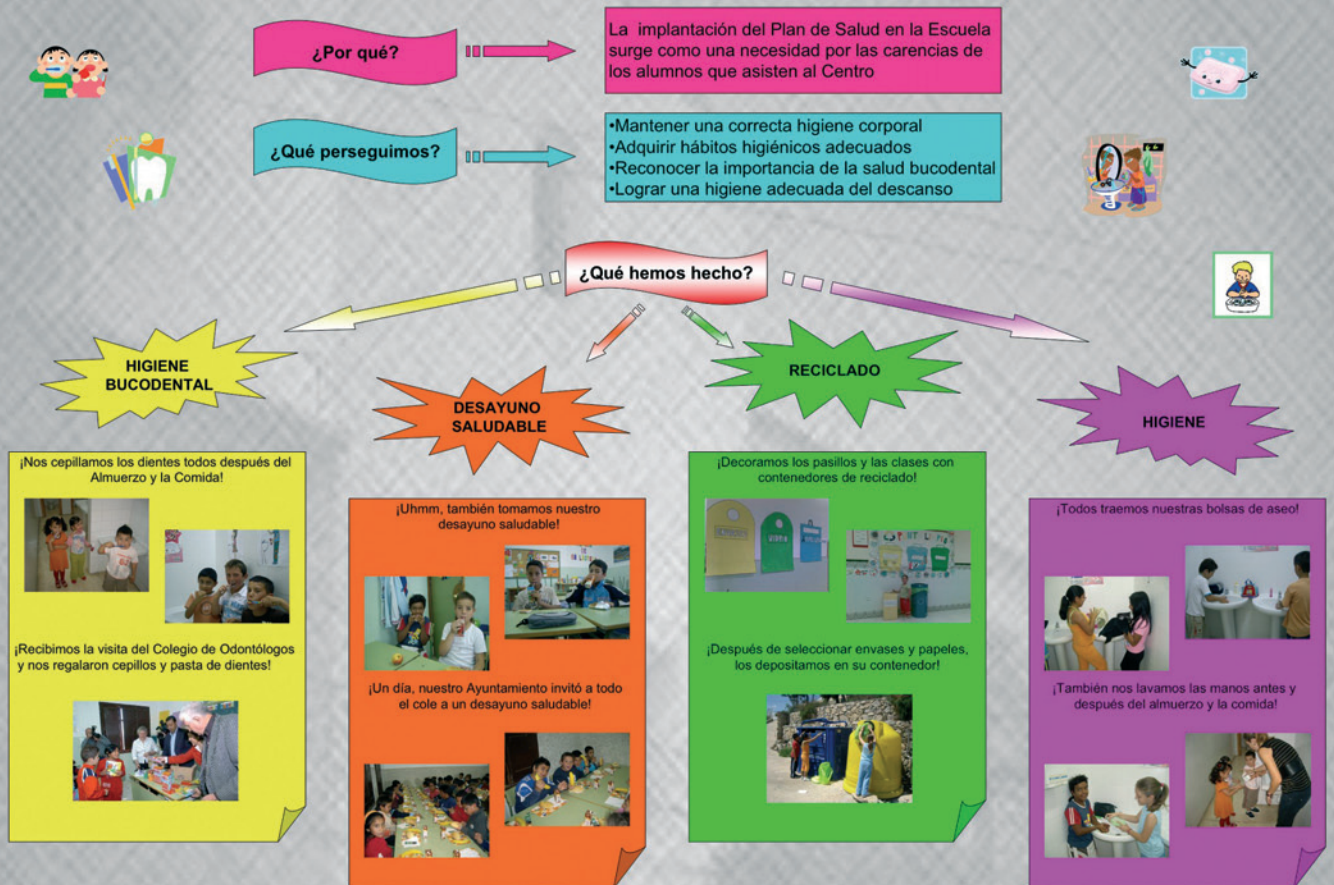 ¿Por qué?
La implantación del Plan de Salud en la Escuela
surge como una necesidad por las carencias de
los alumnos que asisten al Centro
¿Qué perseguimos?
•Mantener una correcta higiene corporal
•Adquirir hábitos higiénicos adecuados
•Reconocer la importancia de la salud bucodental
•Lograr una higiene adecuada del descanso
¿Qué hemos hecho?
HIGIENE
BUCODENTAL
DESAYUNO
SALUDABLE
RECICLADO
HIGIENE
¡Nos cepillamos los dientes todos después del
Almuerzo y la Comida!
¡Recibimos la visita del Colegio de Odontólogos
y nos regalaron cepillos y pasta de dientes!
¡Uhmm, también tomamos nuestro
desayuno saludable!
¡Un día, nuestro Ayuntamiento invitó a todo
el cole a un desayuno saludable!
¡Decoramos los pasillos y las clases con
contenedores de reciclado!
¡Después de seleccionar envases y papeles,
los depositamos en su contenedor!
¡Todos traemos nuestras bolsas de aseo!
¡También nos lavamos las manos antes y
después del almuerzo y la comida!